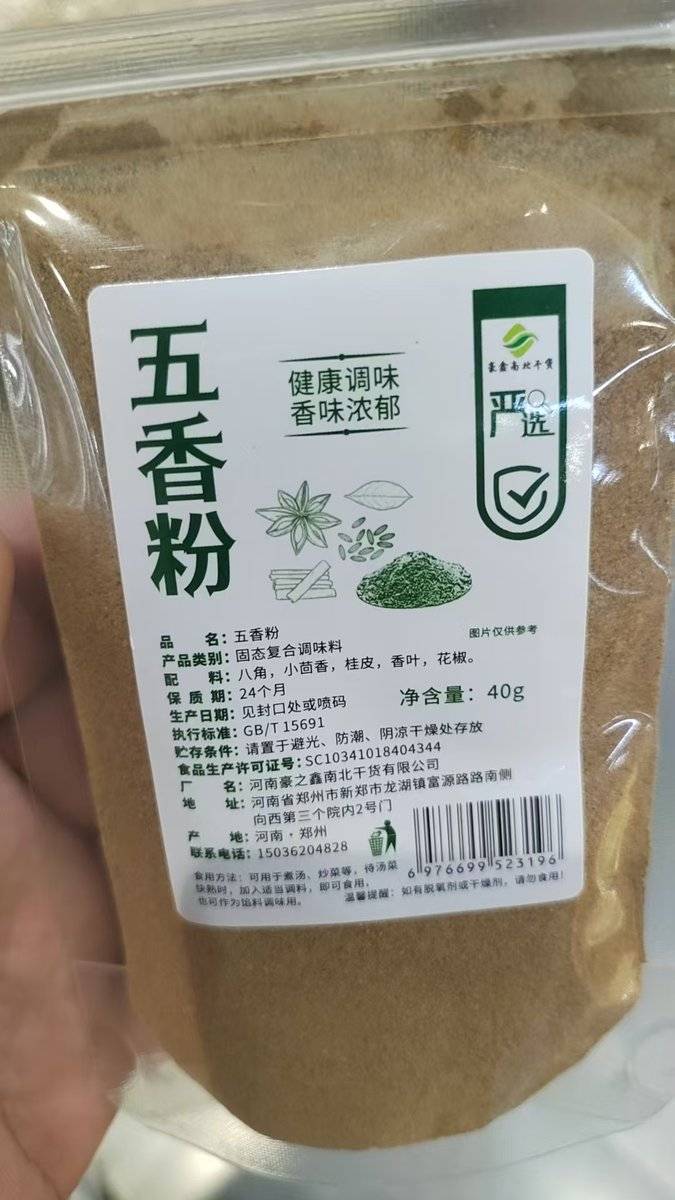 五香粉
健康调味
香味浓郁
豪鑫南北干货
严选
图片仅供参考
品 名：五香粉
产品类别：固态复合调味料
配 料：八角，小茴香，桂皮，香叶，花椒。
保 质 期：24个月
生产日期：见封口处或喷码
净含量：40g
执行标准：GB/T 15691
贮存条件：请置于避光、防潮、阴凉干燥处存放
食品生产许可证号：SC10341018404344
厂 名：河南豪之鑫南北干货有限公司
地 址：河南省郑州市新郑市龙湖镇富源路路南侧
向西第三个院内2号门
产 地：河南·郑州
联系电话：15036204828
6 976699 523196
食用方法：可用于煮汤、炒菜等，待汤菜
快熟时，加入适当调料，即可食用，
也可作为馅料调味用。
温馨提醒：如有脱氧剂或干燥剂，请勿食用！